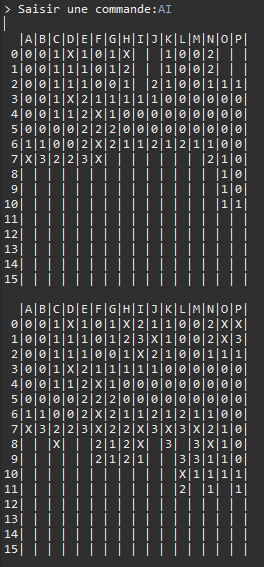 > Saisir une commande:AI
|A|B|C|D|E|F|G|H|I|J|K|L|M|N|O|P|
0|0|0|1|X|1|0|1|X| | |1|0|0|2| | |
1|0|0|1|1|1|0|1|2| | |1|0|0|2| | |
2|0|0|1|1|1|0|0|1| |2|1|0|0|1|1|1|
3|0|0|1|X|2|1|1|1|1|1|0|0|0|0|0|0|
4|0|0|1|1|2|X|1|0|0|0|0|0|0|0|0|0|
5|0|0|0|0|2|2|2|0|0|0|0|0|0|0|0|0|
6|1|1|0|0|2|X|2|1|1|2|1|2|1|1|0|0|
7|X|3|2|2|3|X| | | | | | | |2|1|0|
8| | | | | | | | | | | | | | |1|0|
9| | | | | | | | | | | | | | |1|0|
10| | | | | | | | | | | | | | |1|1|
11| | | | | | | | | | | | | | | | |
12| | | | | | | | | | | | | | | | |
13| | | | | | | | | | | | | | | | |
14| | | | | | | | | | | | | | | | |
15| | | | | | | | | | | | | | | | |
|A|B|C|D|E|F|G|H|I|J|K|L|M|N|O|P|
0|0|0|1|X|1|0|1|X|2|1|1|0|0|2|X|X|
1|0|0|1|1|1|0|1|2|3|X|1|0|0|2|X|3|
2|0|0|1|1|1|0|0|1|X|2|1|0|0|1|1|1|
3|0|0|1|X|2|1|1|1|1|1|0|0|0|0|0|0|
4|0|0|1|1|2|X|1|0|0|0|0|0|0|0|0|0|
5|0|0|0|0|2|2|2|0|0|0|0|0|0|0|0|0|
6|1|1|0|0|2|X|2|1|1|2|1|2|1|1|0|0|
7|X|3|2|2|3|X|2|2|X|3|X|3|X|2|1|0|
8| | |X| | |2|1|2|X| |3| |3|X|1|0|
9| | | | | |2|1|2|1| | |3|3|1|1|0|
10| | | | | | | | | | | |X|1|1|1|1|
11| | | | | | | | | | | |2| |1| |1|
12| | | | | | | | | | | | | | | | |
13| | | | | | | | | | | | | | | | |
14| | | | | | | | | | | | | | | | |
15| | | | | | | | | | | | | | | | |